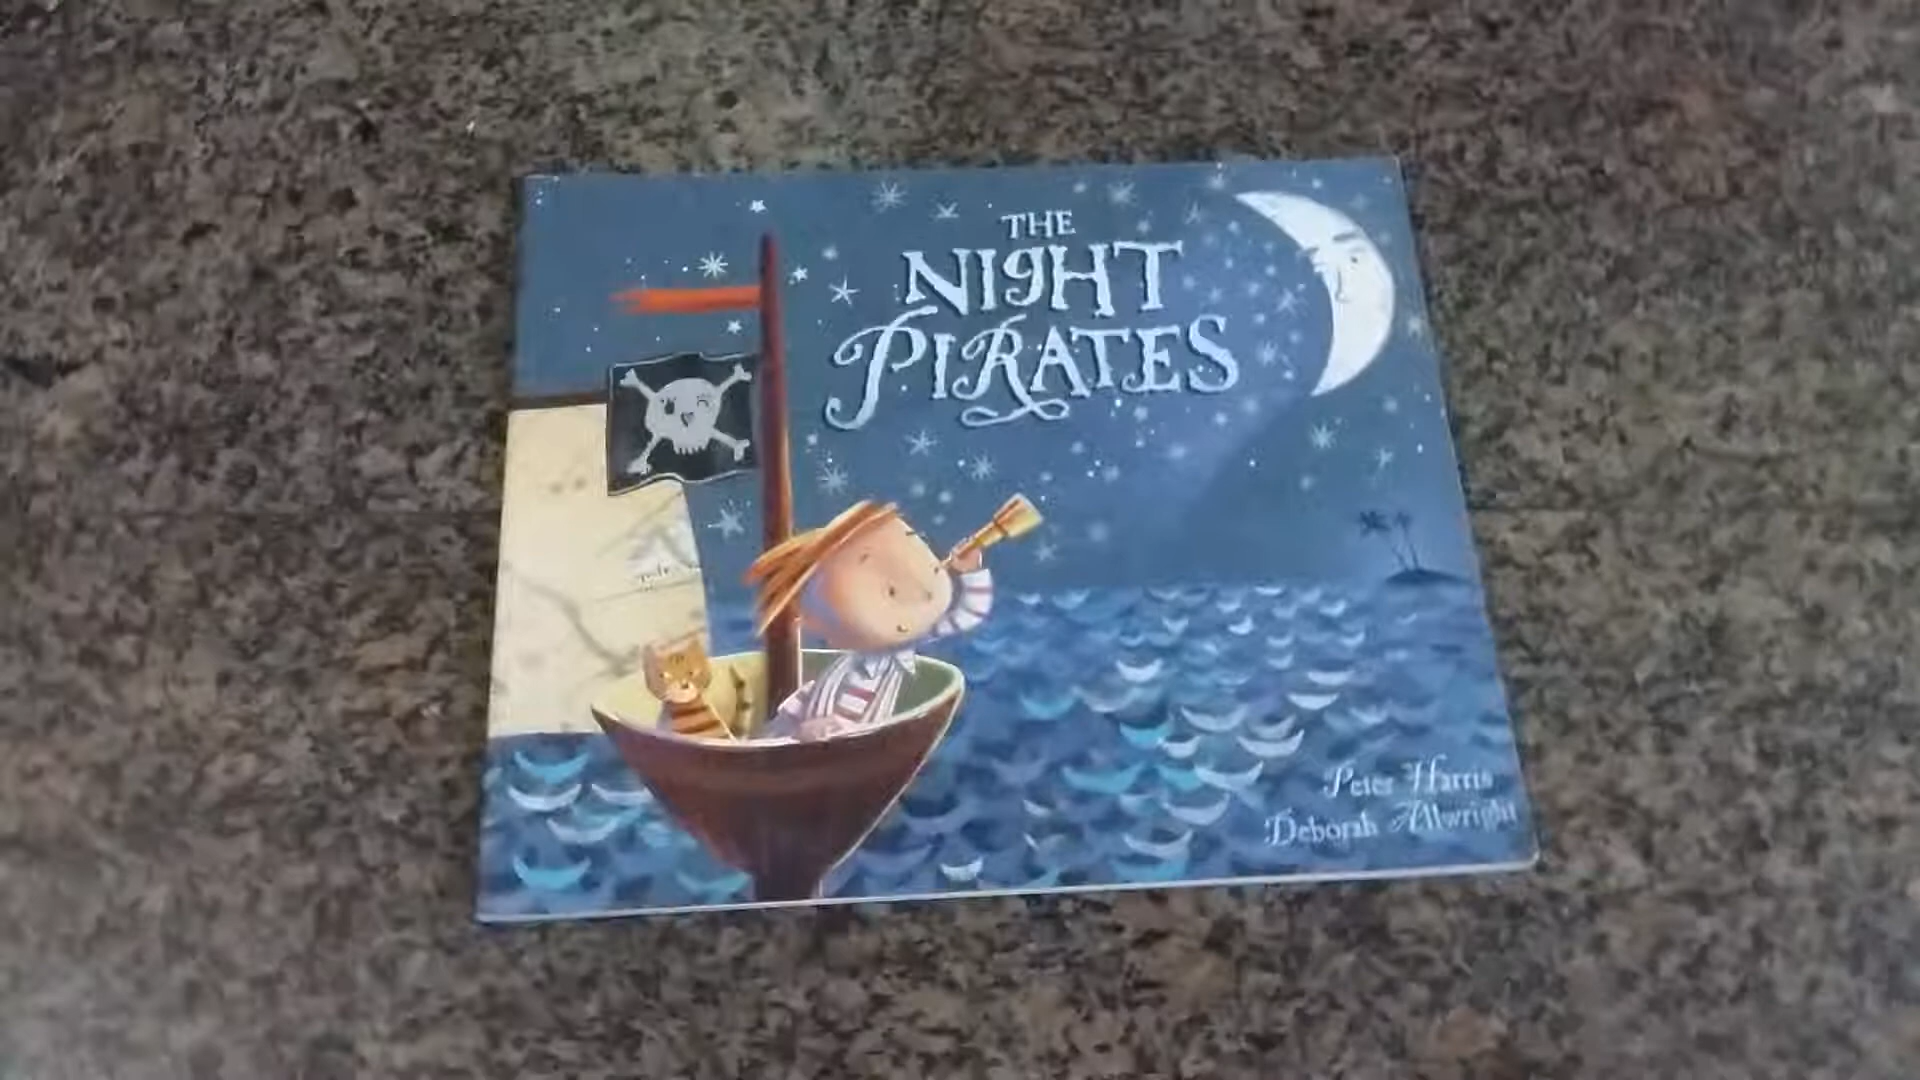 THE
NIGHT
PIRATES
Peter Harris
Deborah Allwright